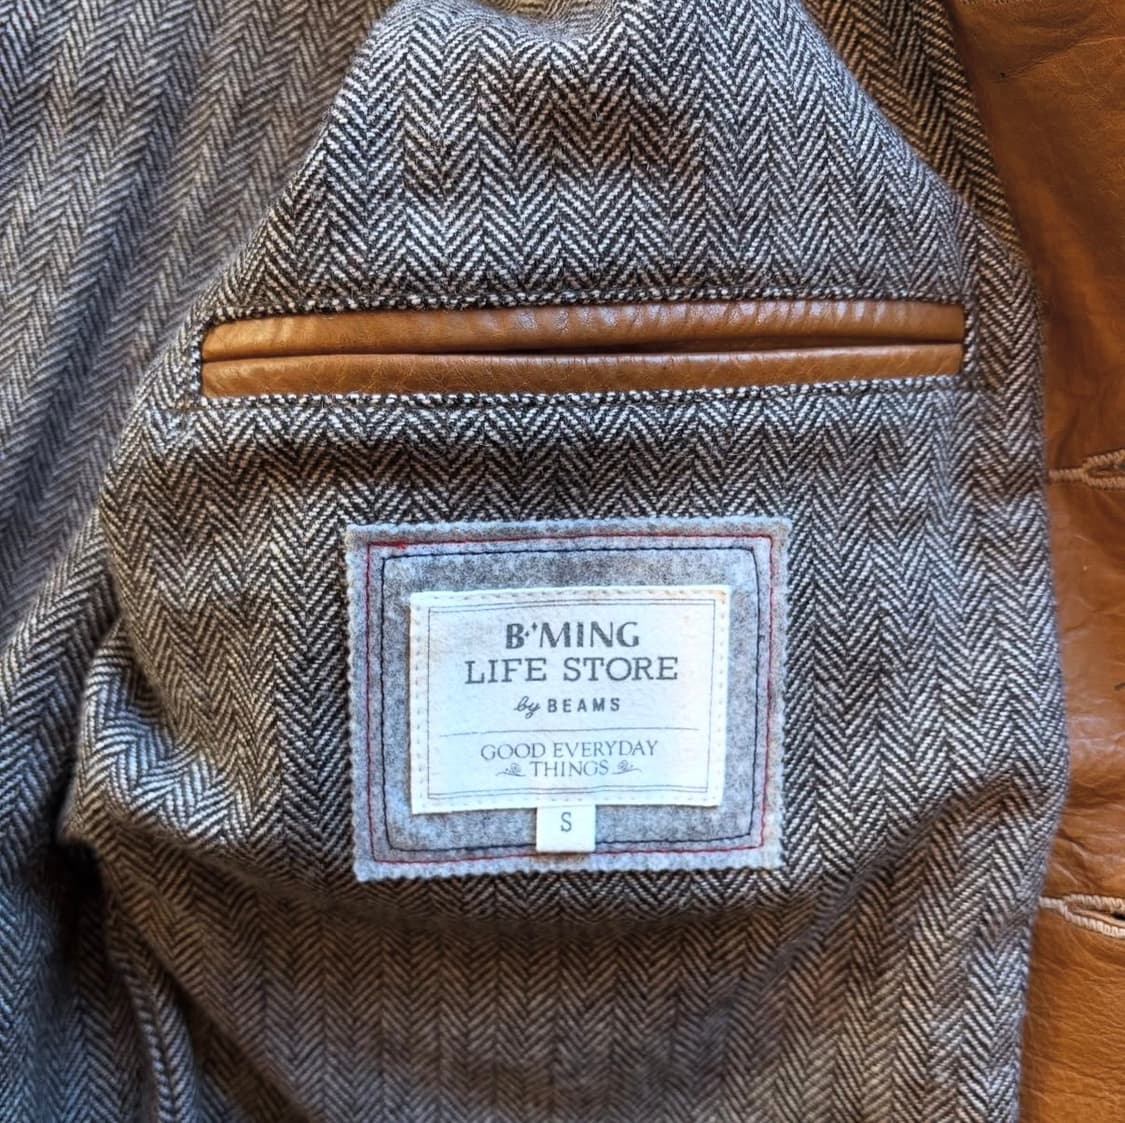 B·'MING
LIFE STORE
by BEAMS
GOOD EVERYDAY
THINGS
S